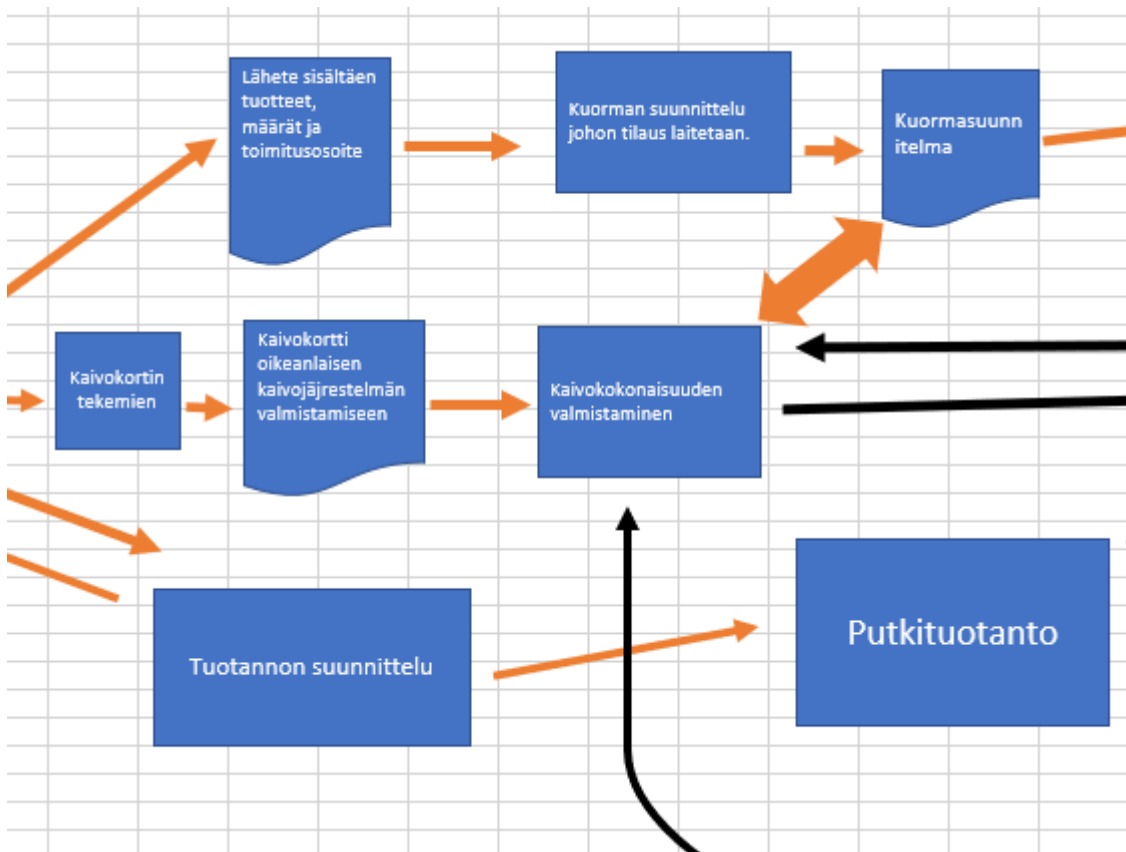 Lähete sisältäen
tuotteet,
määrät ja
toimitusosoite
Kuorman suunnittelu
johon tilaus laitetaan.
Kuormasuunn
itelma
Kaivokortin
tekemien
Kaivokortti
oikeanlaisen
kaivojäjrestelmän
valmistamiseen
Kaivokokonaisuuden
valmistaminen
Tuotannon suunnittelu
Putkituotanto